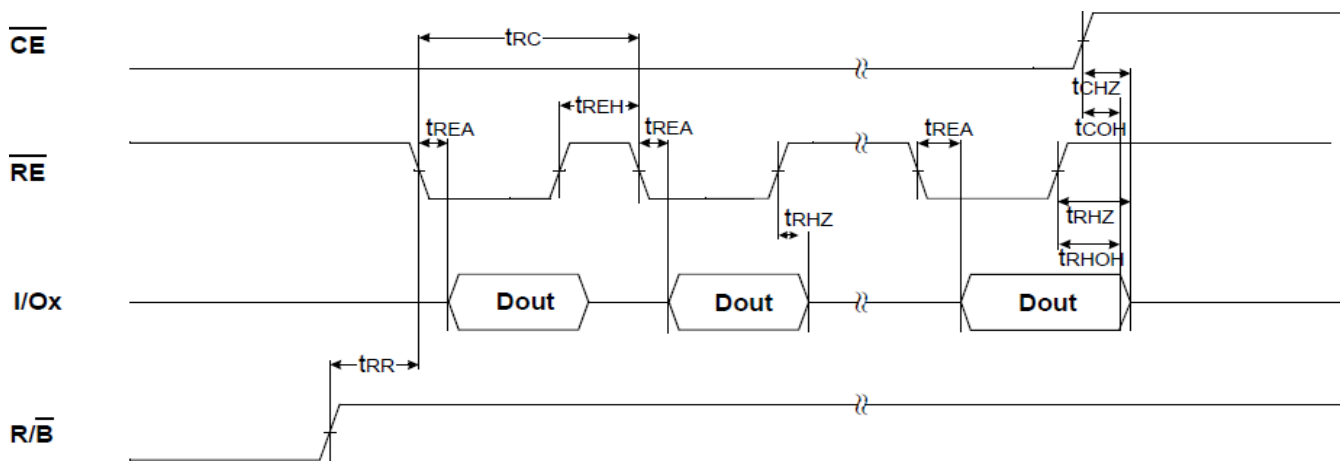 CE
tRC
tCHZ
tREH
tCOH
tREA
tREA
tREA
RE
tRHZ
tRHZ
tRHOH
I/Ox
Dout
Dout
Dout
tRR
R/B